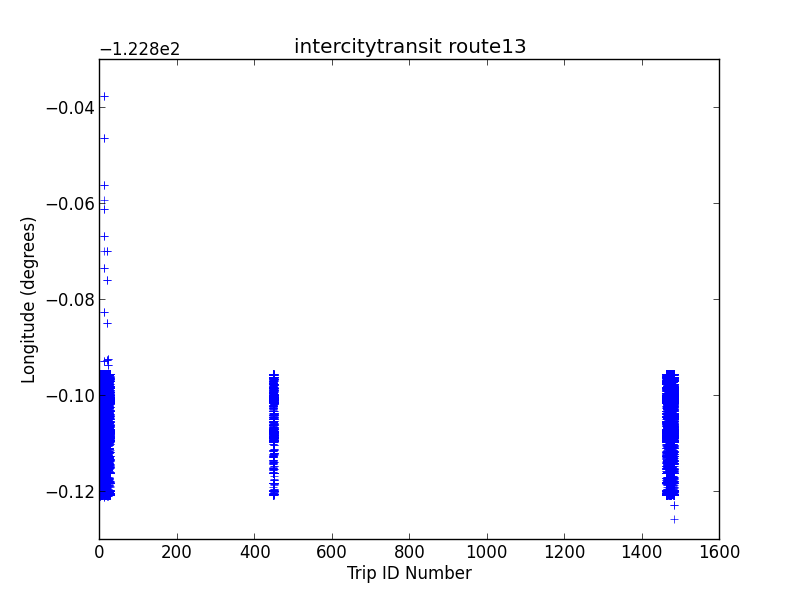 −1.228e2
intercitytransit route13
−0.04
−0.06
−0.08
−0.10
−0.12
Longitude (degrees)
0 200 400 600 800 1000 1200 1400 1600
Trip ID Number